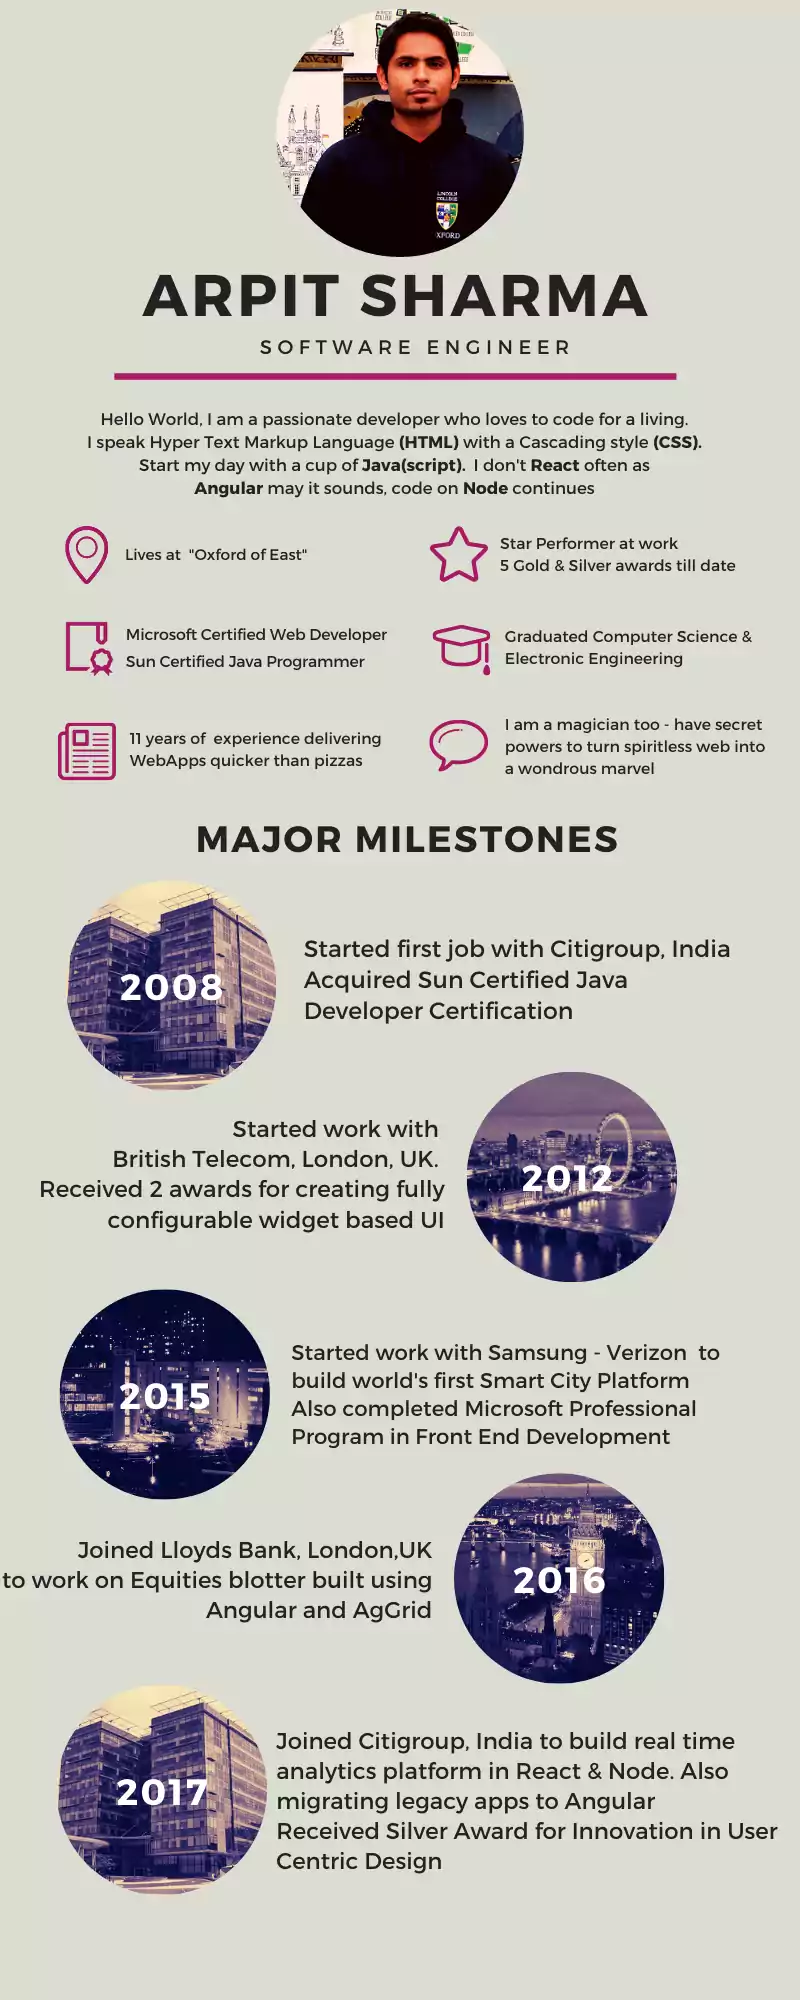 LINCOLN
COLLEGE
XFORD
ARPIT SHARMA
SOFTWARE ENGINEER
Hello World, I am a passionate developer who loves to code for a living.
I speak Hyper Text Markup Language (HTML) with a Cascading style (CSS).
Start my day with a cup of Java(script). I don't React often as
Angular may it sounds, code on Node continues
Lives at "Oxford of East"
Star Performer at work
5 Gold & Silver awards till date
Microsoft Certified Web Developer
Sun Certified Java Programmer
Graduated Computer Science &
Electronic Engineering
11 years of experience delivering
WebApps quicker than pizzas
I am a magician too - have secret
powers to turn spiritless web into
a wondrous marvel
MAJOR MILESTONES
2008
Started first job with Citigroup, India
Acquired Sun Certified Java
Developer Certification
Started work with
British Telecom, London, UK.
Received 2 awards for creating fully
configurable widget based UI
2012
2015
Started work with Samsung - Verizon to
build world's first Smart City Platform
Also completed Microsoft Professional
Program in Front End Development
Joined Lloyds Bank, London,UK
to work on Equities blotter built using
Angular and AgGrid
2016
2017
Joined Citigroup, India to build real time
analytics platform in React & Node. Also
migrating legacy apps to Angular
Received Silver Award for Innovation in User
Centric Design